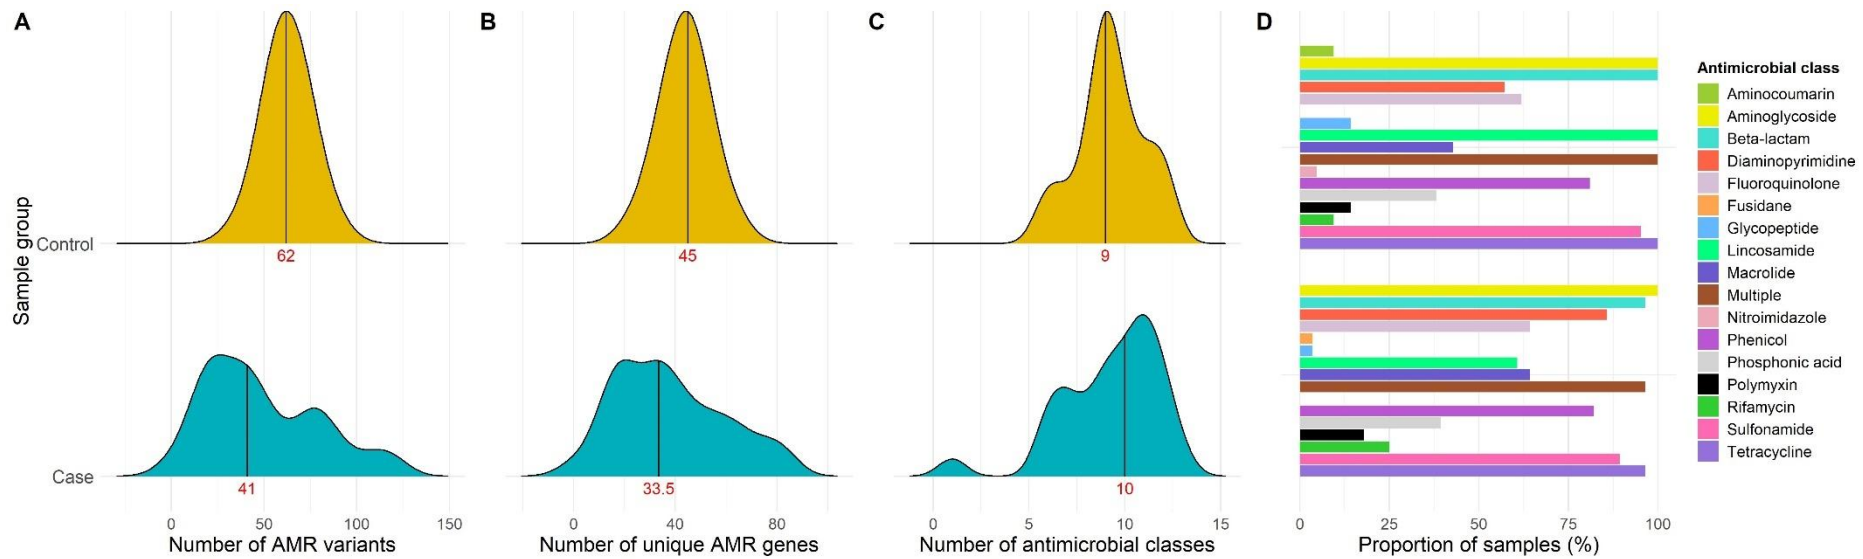 A
B
C
D
Sample group
Control
Case
62
45
9
41
33.5
10
0 50 100 150
Number of AMR variants
0 40 80
Number of unique AMR genes
0 5 10 15
Number of antimicrobial classes
0 25 50 75 100
Proportion of samples (%)
Antimicrobial class
Aminocoumarin
Aminoglycoside
Beta-lactam
Diaminopyrimidine
Fluoroquinolone
Fusidane
Glycopeptide
Lincosamide
Macrolide
Multiple
Nitroimidazole
Phenicol
Phosphonic acid
Polymyxin
Rifamycin
Sulfonamide
Tetracycline